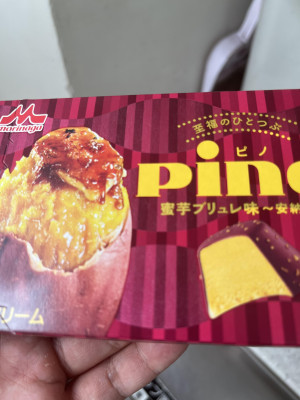 morinaga
至福のひとつぶ
ピノ
pin
蜜芋ブリュレ味～安納
リーム